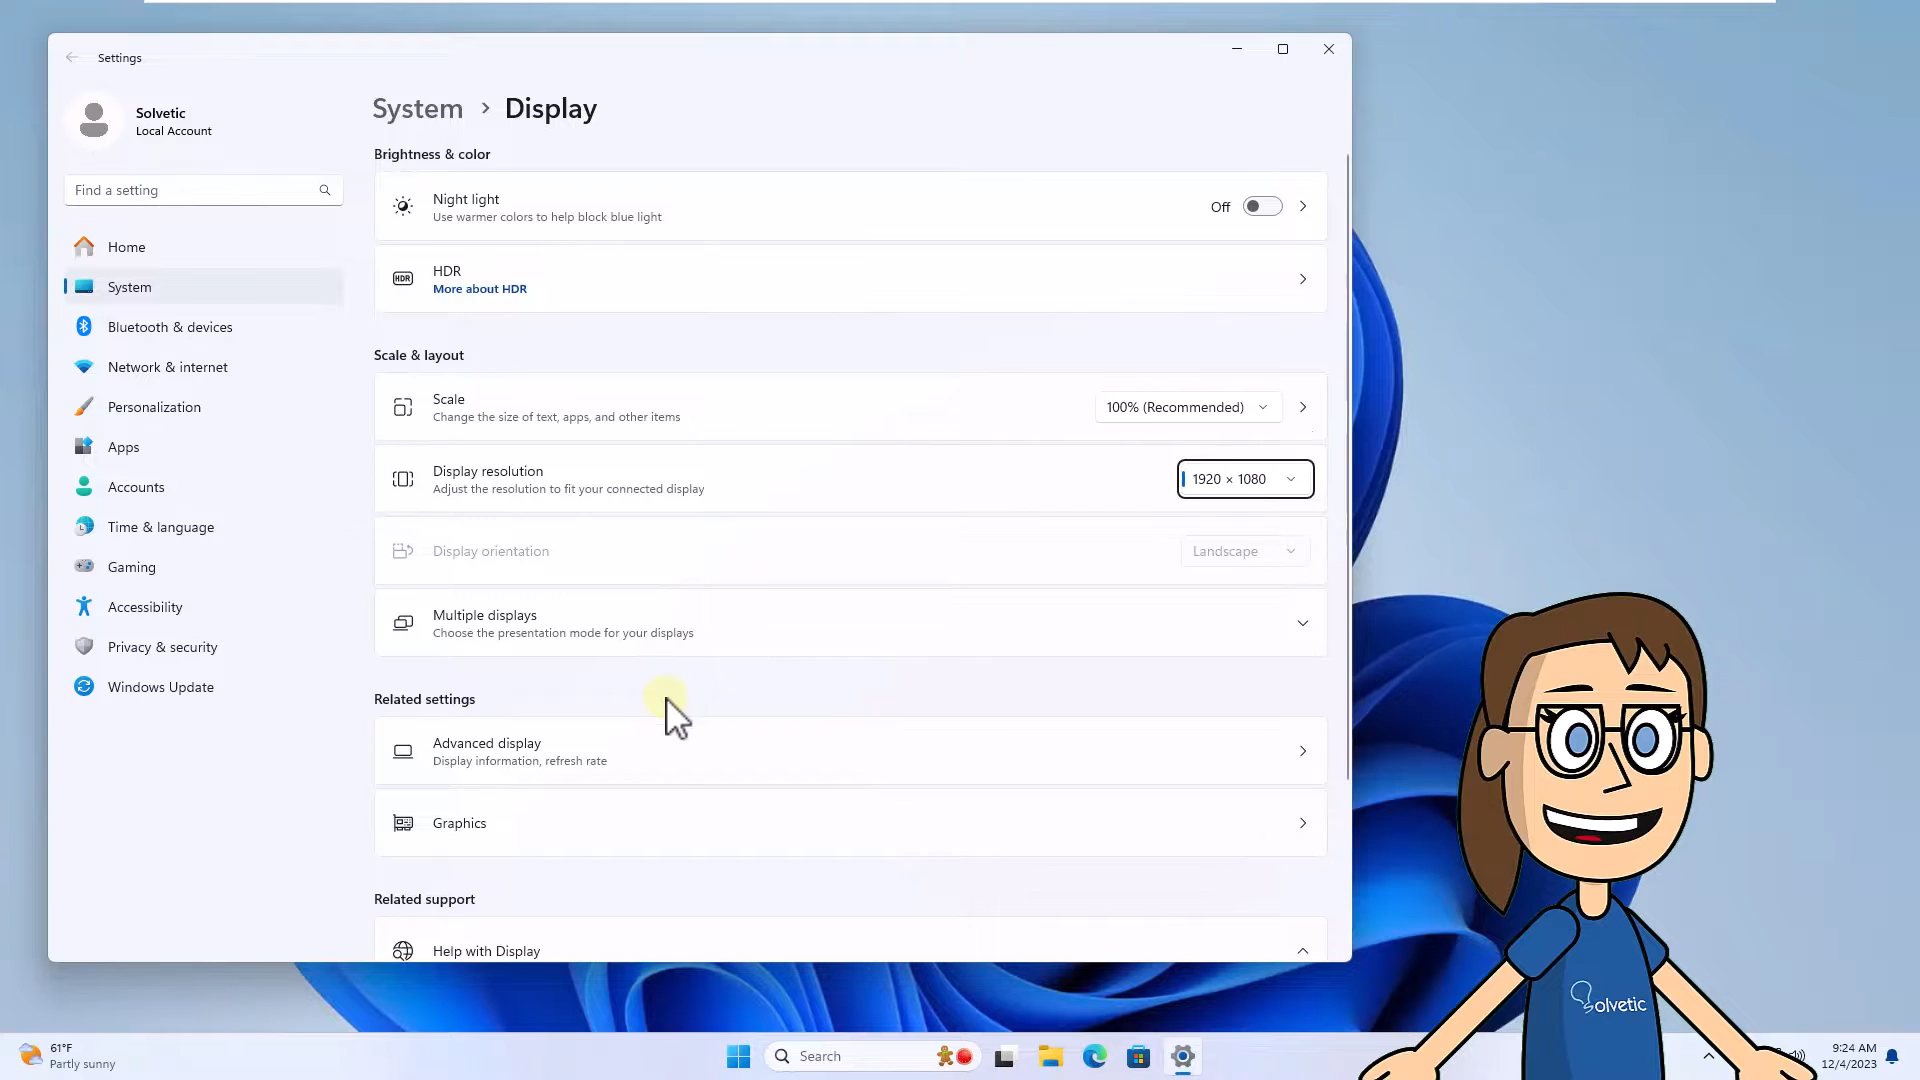 Settings
Solvetic
Local Account
Find a setting
Home
System
Bluetooth & devices
Network & internet
Personalization
Apps
Accounts
Time & language
Gaming
Accessibility
Privacy & security
Windows Update
System > Display
Brightness & color
Night light
Use warmer colors to help block blue light
Off
HDR
HDR
More about HDR
Scale & layout
Scale
Change the size of text, apps, and other items
100% (Recommended)
Display resolution
Adjust the resolution to fit your connected display
1920 × 1080
Display orientation
Landscape
Multiple displays
Choose the presentation mode for your displays
Related settings
Advanced display
Display information, refresh rate
Graphics
Related support
Help with Display
Solvetic
61°F
Partly sunny
Search
9:24 AM
12/4/2023